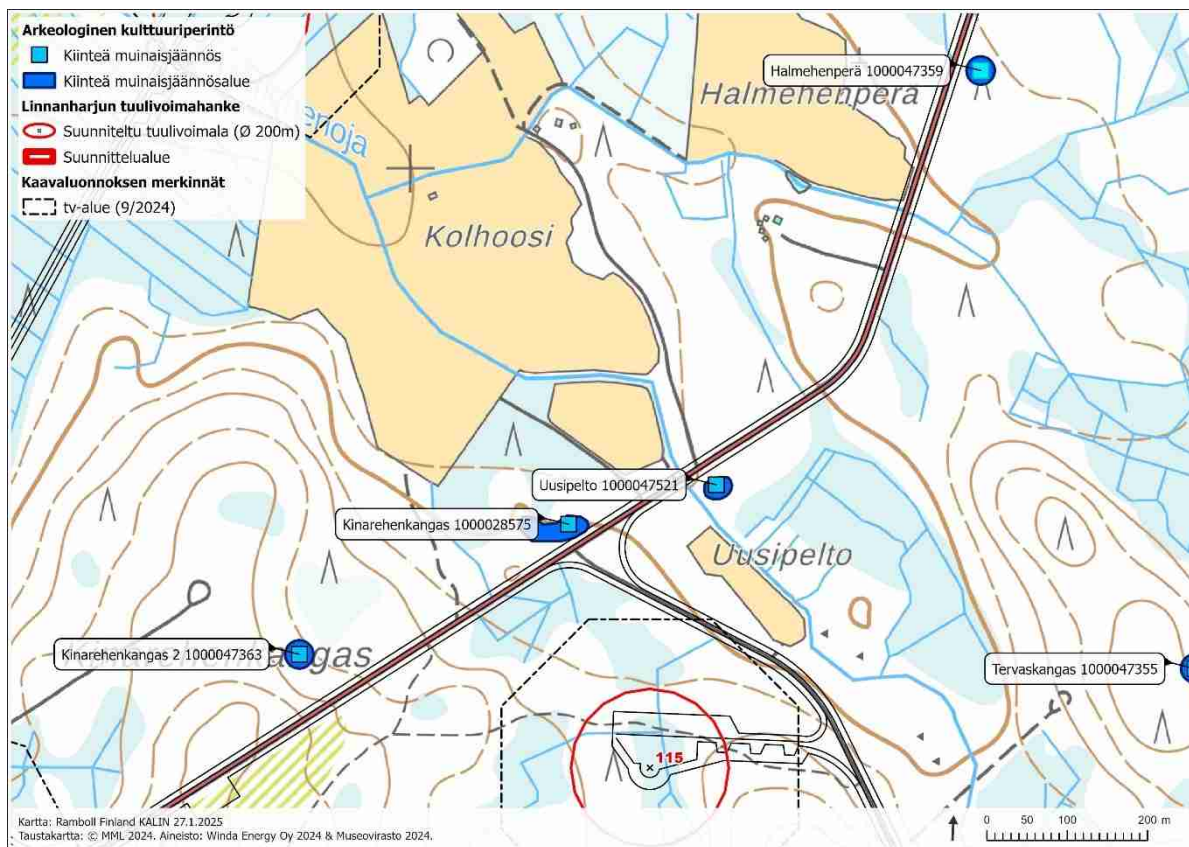 Arkeologinen kulttuuriperintö
Kiinteä muinaisjäännös
Kiinteä muinaisjäännösalue
Linnanharjun tuulivoimahanke
Suunniteltu tuulivoimala (Ø 200m)
Suunnittelualue
Kaavaluonnoksen merkinnät
tv-alue (9/2024)
Halmehenperä 1000047359
Halmehenperä
Kolhoosi
Uusipelto 1000047521
Kinarehenkangas 1000028575
Uusipelto
Kinarehenkangas 2 1000047363
Tervaskangas 1000047355
115
Kartta: Ramboll Finland KALIN 27.1.2025
Taustakartta: © MML 2024. Aineisto: Winda Energy Oy 2024 & Museovirasto 2024.
0 50 100 200 m